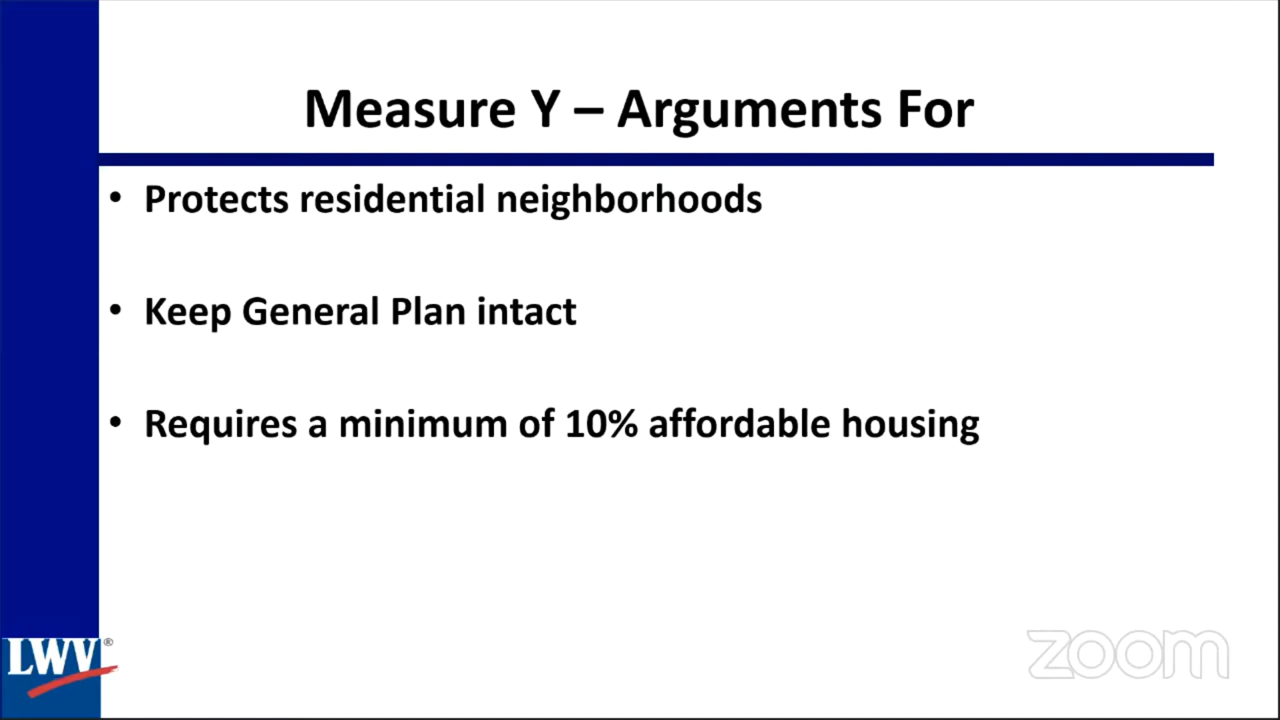 Measure Y – Arguments For
• Protects residential neighborhoods
• Keep General Plan intact
• Requires a minimum of 10% affordable housing
LWV®
zoom